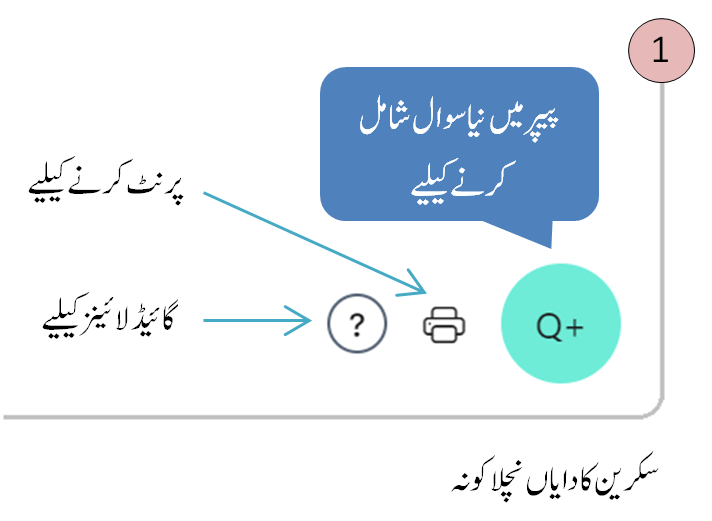 1
پیپر میں نیا سوال شامل
کرنے کیلیے
پرنٹ کرنے کیلیے
گائیڈ لائینز کیلیے
?
Q+
سکرین کا دایاں نچلا کونہ